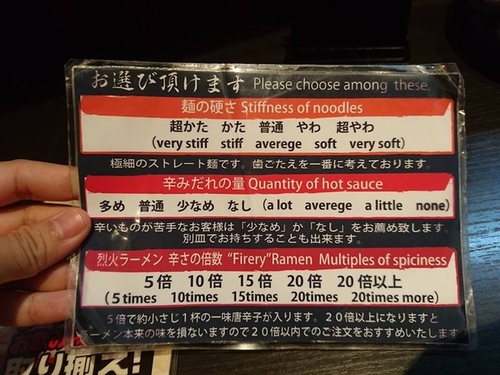 お選び頂けます Please choose among these.
麺の硬さ Stiffness of noodles
超かた かた 普通 やわ 超やわ
(very stiff stiff averege soft very soft)
極細のストレート麺です。歯ごたえを一番に考えております。
辛みだれの量 Quantity of hot sauce
多め 普通 少なめ なし (a lot averege a little none)
辛いものが苦手なお客様は「少なめ」か「なし」をお薦め致します。
別皿でお持ちすることも出来ます。
烈火ラーメン 辛さの倍数 “Firery”Ramen Multiples of spiciness
5倍 10倍 15倍 20倍 20倍以上
(5times 10times 15times 20times 20times more)
5倍で約小さじ1杯の一味唐辛子が入ります。20倍以上になりますと
ラーメン本来の味を損ないますので20倍以内でのご注文をおすすめいたします
取り揃え!